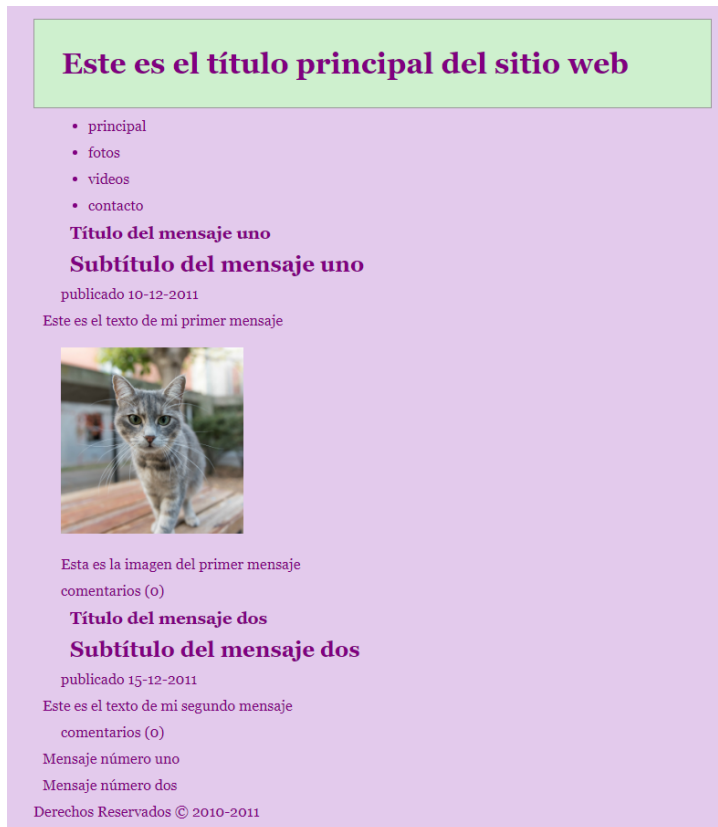 Este es el título principal del sitio web
principal
fotos
videos
contacto
Título del mensaje uno
Subtítulo del mensaje uno
publicado 10-12-2011
Este es el texto de mi primer mensaje
Esta es la imagen del primer mensaje
comentarios (0)
Título del mensaje dos
Subtítulo del mensaje dos
publicado 15-12-2011
Este es el texto de mi segundo mensaje
comentarios (0)
Mensaje número uno
Mensaje número dos
Derechos Reservados © 2010-2011